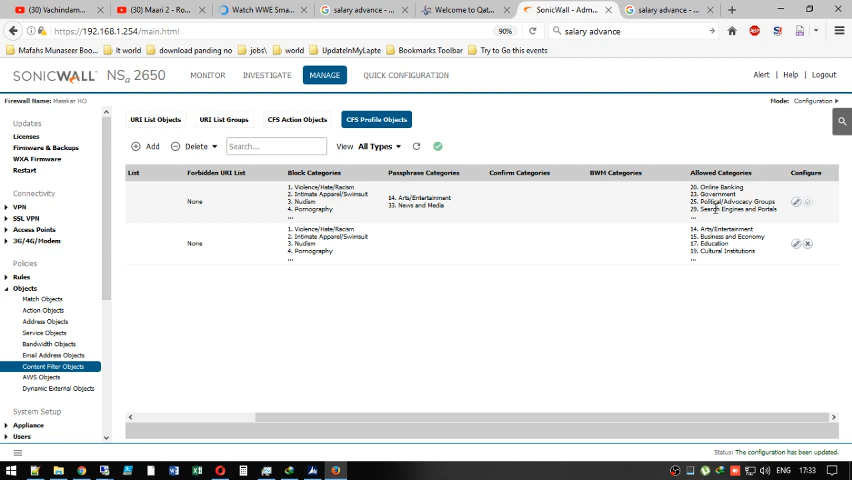 (30) Vachindam...
(30) Maari 2 - Ro...
Watch WWE Sma...
salary advance - ...
Welcome to Qat...
SonicWall - Adm...
salary advance - ...
https://192.168.1.254/main.html
90%
salary advance
Mafahs Munaseer Boo...
It world
download panding no
jobs\
world
UpdateInMyLapte
Bookmarks Toolbar
Try to Go this events
SONICWALL NSa 2650
MONITOR
INVESTIGATE
MANAGE
QUICK CONFIGURATION
Alert
Help
Logout
Firewall Name: Masskar HO
Mode: Configuration
Updates
Licenses
Firmware & Backups
WXA Firmware
Restart
Connectivity
VPN
SSL VPN
Access Points
3G/4G/Modem
Policies
Rules
Objects
Match Objects
Action Objects
Address Objects
Service Objects
Bandwidth Objects
Email Address Objects
Content Filter Objects
AWS Objects
Dynamic External Objects
System Setup
Appliance
Users
URI List Objects
URI List Groups
CFS Action Objects
CFS Profile Objects
Add
Delete
Search...
View All Types
List
Forbidden URI List
Block Categories
Passphrase Categories
Confirm Categories
BWM Categories
Allowed Categories
Configure
None
1. Violence/Hate/Racism
2. Intimate Apparel/Swimsuit
3. Nudism
4. Pornography
...
14. Arts/Entertainment
33. News and Media
20. Online Banking
23. Government
25. Political/Advocacy Groups
29. Search Engines and Portals
...
None
1. Violence/Hate/Racism
2. Intimate Apparel/Swimsuit
3. Nudism
4. Pornography
...
14. Arts/Entertainment
15. Business and Economy
17. Education
19. Cultural Institutions
...
Status: The configuration has been updated.
ENG
17:33